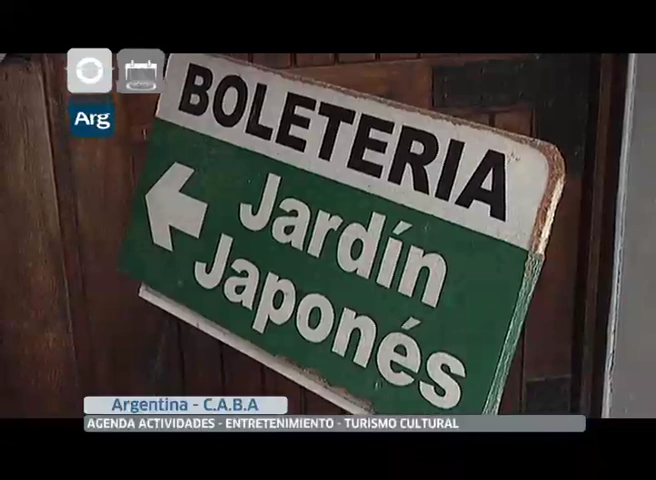 Arg
BOLETERIA
Jardín
Japonés
Argentina - C.A.B.A
AGENDA ACTIVIDADES - ENTRETENIMIENTO - TURISMO CULTURAL